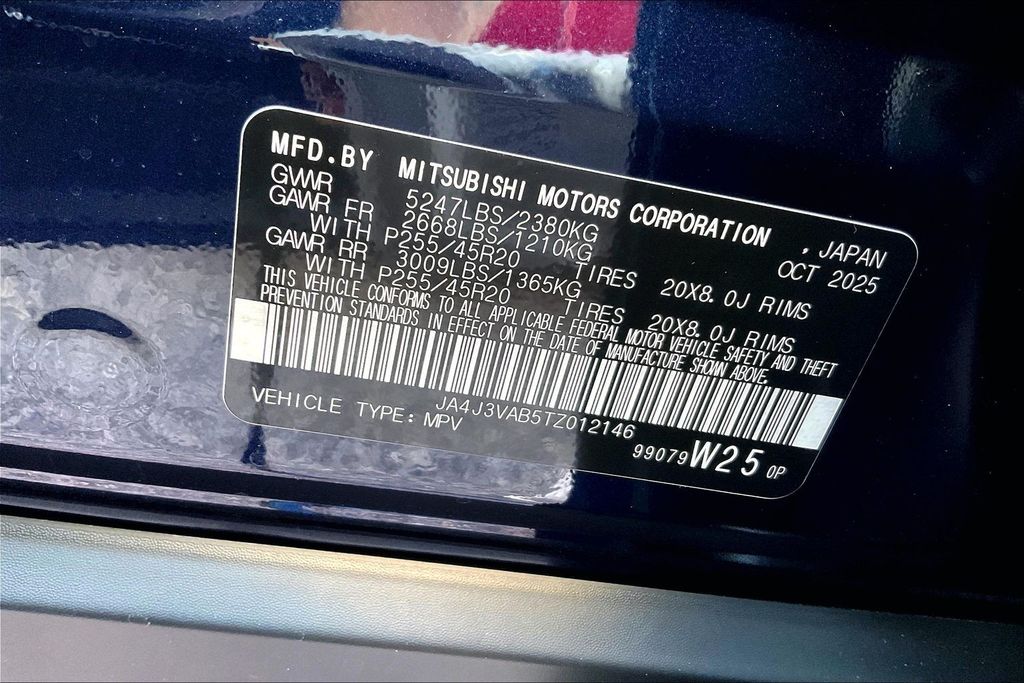 MFD.BY MITSUBISHI MOTORS CORPORATION , JAPAN
GVWR 5247LBS/2380KG OCT 2025
GAWR FR 2668LBS/1210KG
WITH P255/45R20 TIRES 20X8.0J RIMS
GAWR RR 3009LBS/1365KG
WITH P255/45R20 TIRES 20X8.0J RIMS
THIS VEHICLE CONFORMS TO ALL APPLICABLE FEDERAL MOTOR VEHICLE SAFETY AND THEFT
PREVENTION STANDARDS IN EFFECT ON THE DATE OF MANUFACTURE SHOWN ABOVE.
JA4J3VAB5TZ012146
VEHICLE TYPE: MPV
99079 W25 0P